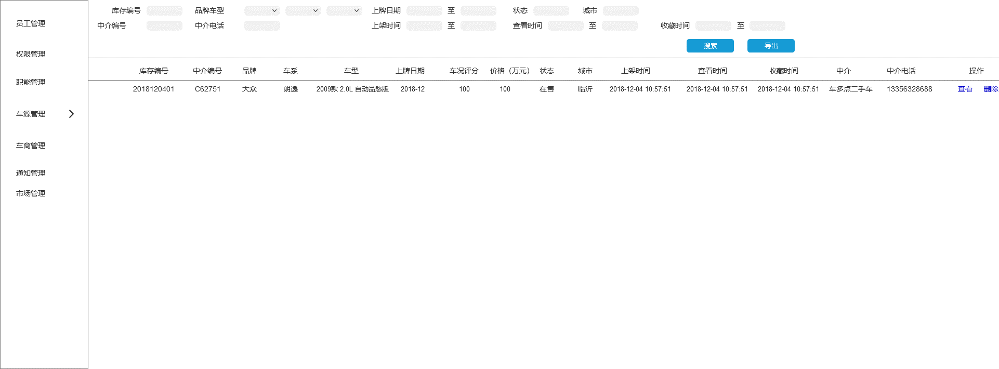 员工管理
权限管理
职能管理
车源管理
车商管理
通知管理
市场管理
库存编号 品牌车型 上牌日期 至 状态 城市
中介编号 中介电话 上架时间 至 查看时间 至 收藏时间 至
搜索 导出
库存编号 中介编号 品牌 车系 车型 上牌日期 车况评分 价格（万元） 状态 城市 上架时间 查看时间 收藏时间 中介 中介电话 操作
2018120401 C62751 大众 朗逸 2009款 2.0L 自动品悠版 2018-12 100 100 在售 临沂 2018-12-04 10:57:51 2018-12-04 10:57:51 2018-12-04 10:57:51 车多点二手车 13356328688 查看 删除